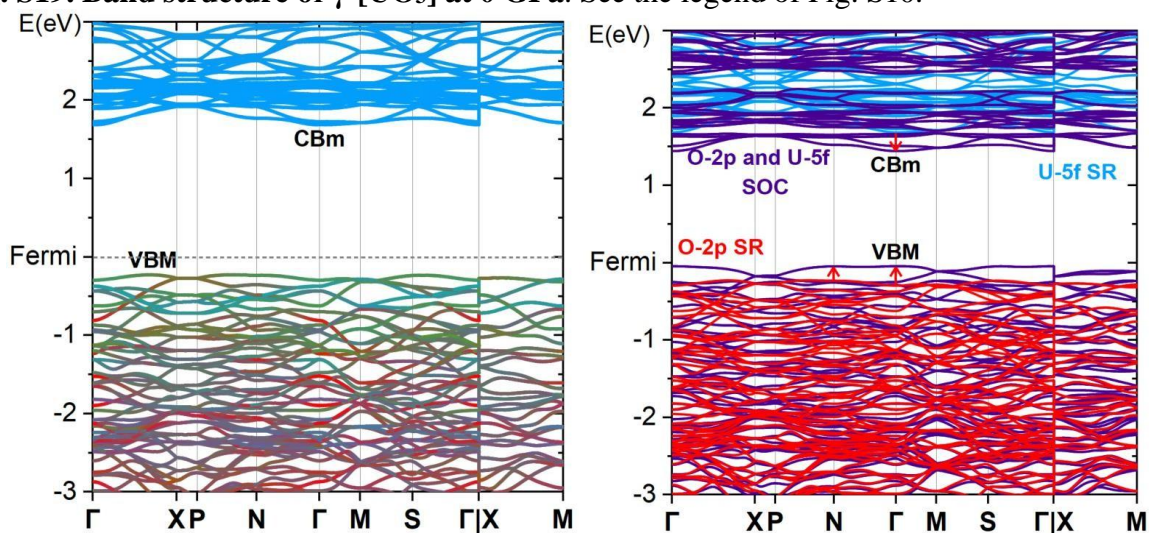 . S19. Band structure of γ-[UO₃] at 0 GPa. See the legend of Fig. S16.
E(eV)
2
CBm
1
Fermi
VBM
-1
-2
-3
Γ X P N Γ M S Γ|X M
E(eV)
2
O-2p and U-5f
SOC
CBm
1
U-5f SR
O-2p SR
VBM
Fermi
-1
-2
-3
Γ X P N Γ M S Γ|X M